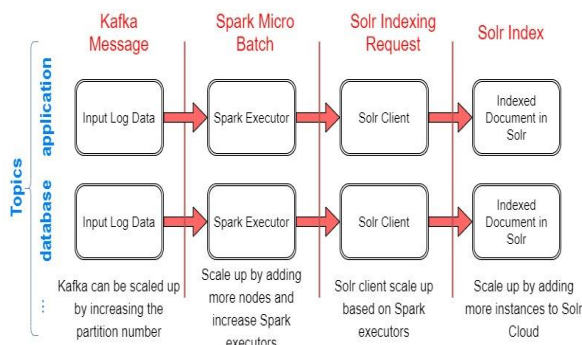 Kafka
Message
Spark Micro
Batch
Solr Indexing
Request
Solr Index
Topics
application
Input Log Data
Spark Executor
Solr Client
Indexed
Document in
Solr
database
Input Log Data
Spark Executor
Solr Client
Indexed
Document in
Solr
...
Kafka can be scaled up
by increasing the
partition number
Scale up by adding
more nodes and
increase Spark
executors
Solr client scale up
based on Spark
executors
Scale up by adding
more instances to Solr
Cloud